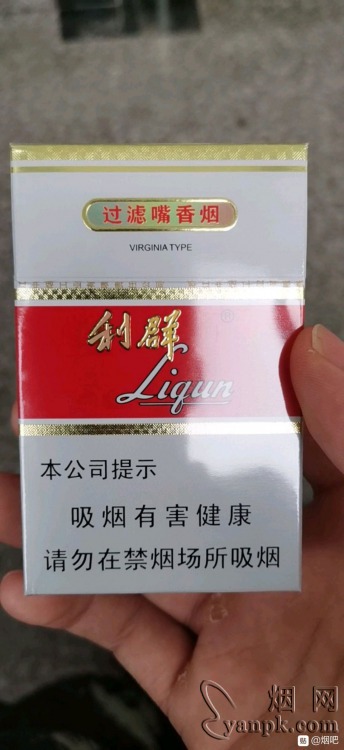 过滤嘴香烟
VIRGINIA TYPE
利群
®
Liqun
本公司提示
吸烟有害健康
请勿在禁烟场所吸烟
烟网
yanpk.com
@烟吧